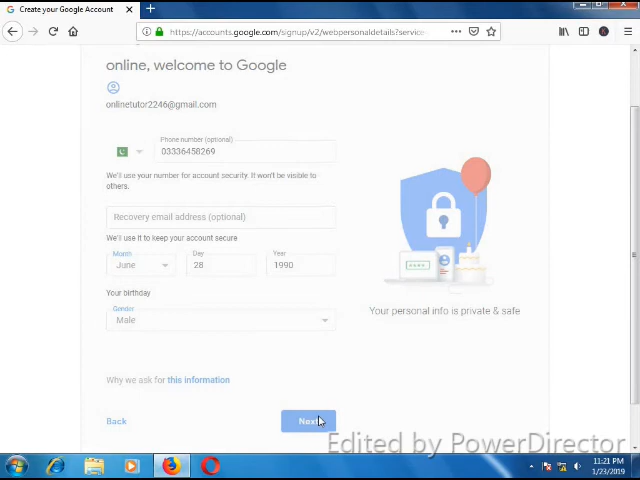 Create your Google Account
https://accounts.google.com/signup/v2/webpersonaldetails?service
online, welcome to Google
onlinetutor2246@gmail.com
Phone number (optional)
03336458269
We'll use your number for account security. It won't be visible to
others.
Recovery email address (optional)
We'll use it to keep your account secure
Month
Day
Year
June
28
1990
Your birthday
Gender
Male
Your personal info is private & safe
Why we ask for this information
Back
Next
Edited by PowerDirector
11:21 PM
1/23/2019